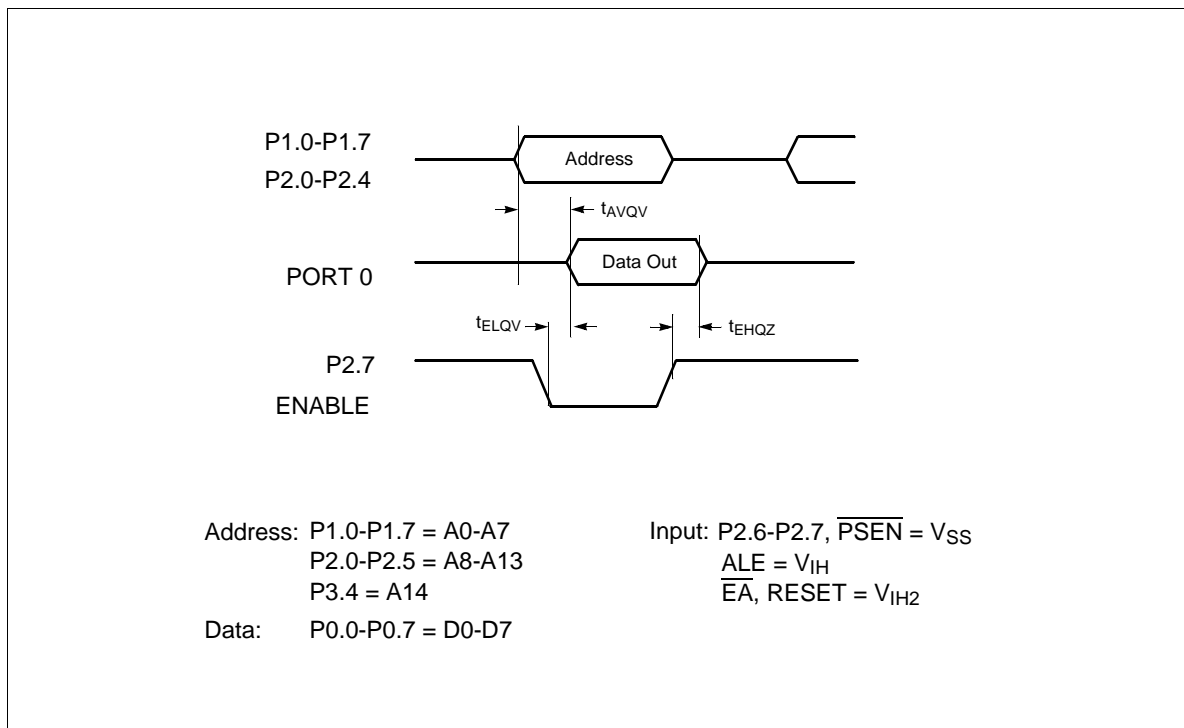 P1.0-P1.7
Address
P2.0-P2.4
tAVQV
PORT 0
Data Out
tELQV
tEHQZ
P2.7
ENABLE
Address: P1.0-P1.7 = A0-A7
P2.0-P2.5 = A8-A13
P3.4 = A14
Data: P0.0-P0.7 = D0-D7
Input: P2.6-P2.7, PSEN = VSS
ALE = VIH
EA, RESET = VIH2